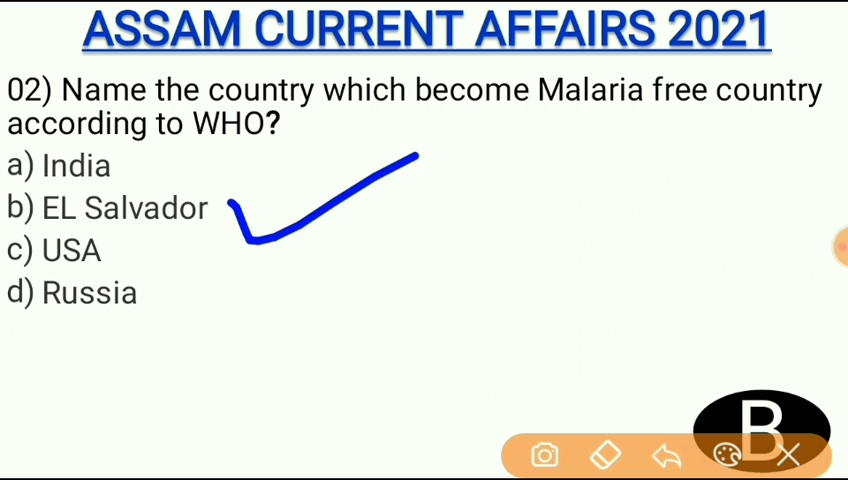 ASSAM CURRENT AFFAIRS 2021
02) Name the country which become Malaria free country
according to WHO?
a) India
b) EL Salvador
c) USA
d) Russia
B